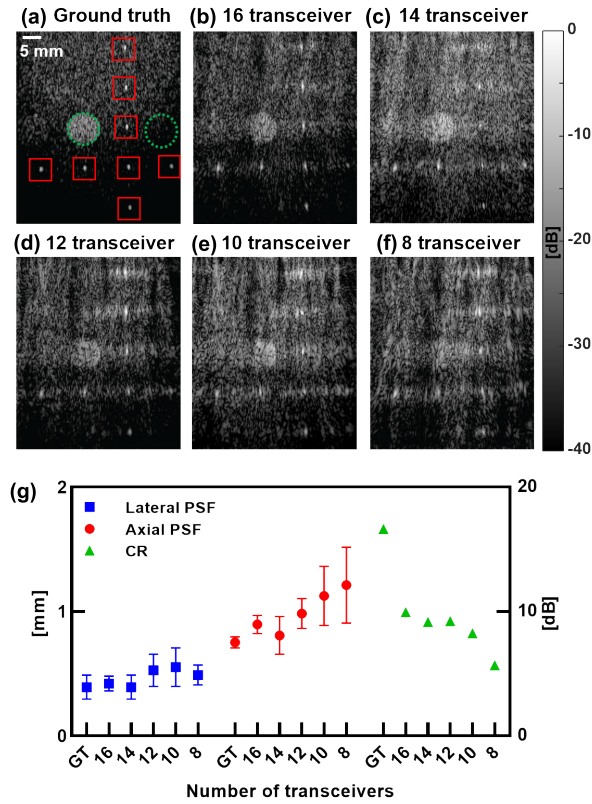 (a) Ground truth
(b) 16 transceiver
(c) 14 transceiver
5 mm
0
-10
-20
-30
-40
[dB]
(d) 12 transceiver
(e) 10 transceiver
(f) 8 transceiver
(g)
2
1
0
[mm]
Lateral PSF
Axial PSF
CR
20
10
0
[dB]
GT 16 14 12 10 8 GT 16 14 12 10 8 GT 16 14 12 10 8
Number of transceivers